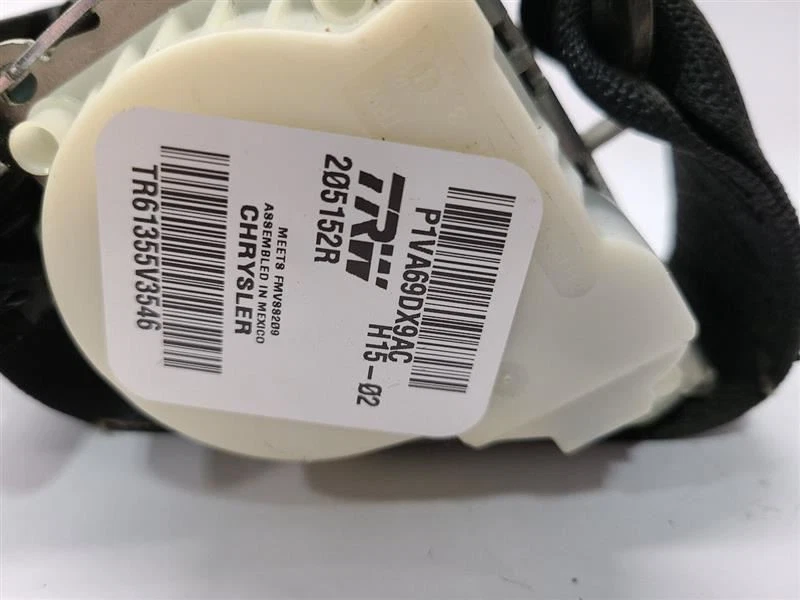 P1VA69DX9AC
H15-02
TRW
205152R
CHRYSLER
ASSEMBLED IN MEXICO
MEETS FMVSS209
TR61355V3546